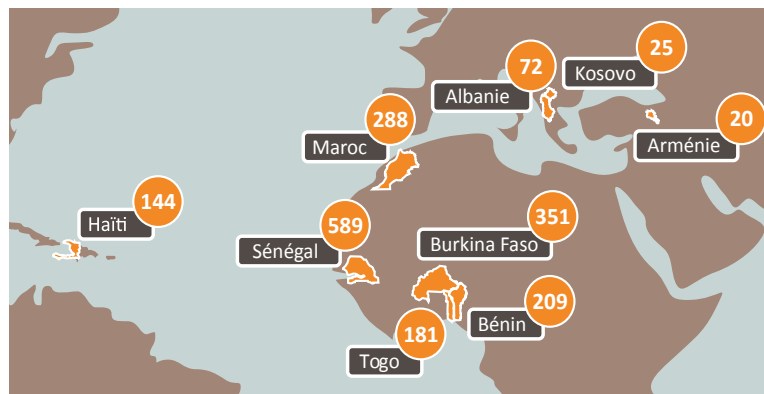 25
Kosovo
72
Albanie
288
Maroc
20
Arménie
144
Haïti
589
Sénégal
351
Burkina Faso
209
Bénin
181
Togo